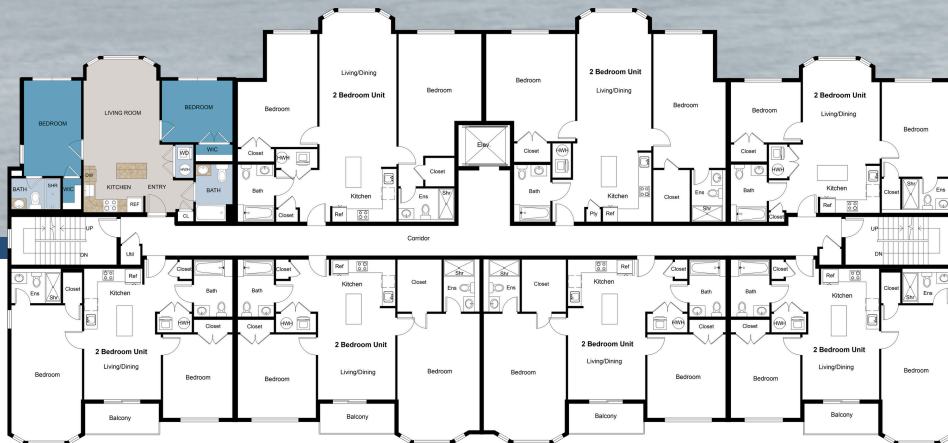 BEDROOM
LIVING ROOM
BEDROOM
WIC
WD
HWH
BATH
SHR
WIC
DW
KITCHEN
ENTRY
REF
BATH
CL
Living/Dining
2 Bedroom Unit
Bedroom
Bedroom
Closet
HWH
Bath
Closet
Kitchen
Ref
Closet
Ens
Shr
Elev
2 Bedroom Unit
Living/Dining
Bedroom
Bedroom
Closet
HWH
Bath
Kitchen
Pty
Ref
Closet
Ens
Shr
2 Bedroom Unit
Living/Dining
Bedroom
Bedroom
Closet
HWH
Bath
Closet
Kitchen
Ref
Closet
Shr
Ens
UP
DN
Util
Corridor
UP
DN
Ens
Shr
Closet
Ref
Kitchen
Closet
Bath
HWH
Closet
2 Bedroom Unit
Living/Dining
Bedroom
Bedroom
Balcony
Closet
Bath
HWH
Closet
Ref
Kitchen
Closet
Shr
Ens
2 Bedroom Unit
Living/Dining
Bedroom
Bedroom
Balcony
Shr
Ens
Closet
Ref
Kitchen
Closet
Bath
HWH
Closet
2 Bedroom Unit
Living/Dining
Bedroom
Bedroom
Balcony
Closet
Bath
HWH
Closet
Ref
Kitchen
Closet
Shr
Ens
2 Bedroom Unit
Living/Dining
Bedroom
Bedroom
Balcony